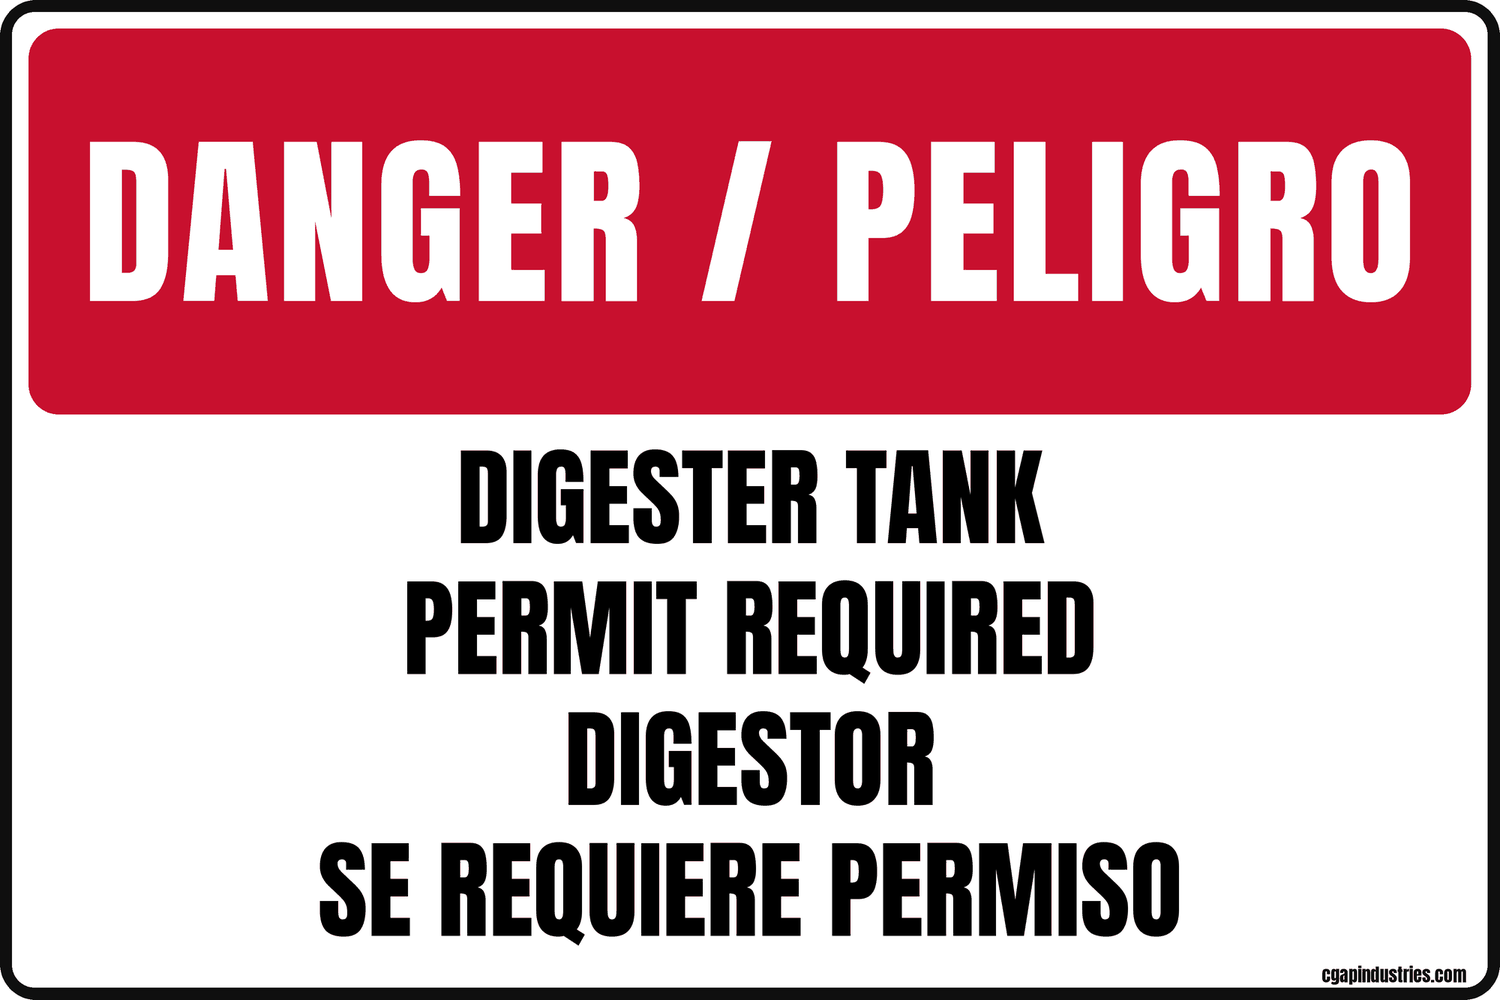 DANGER / PELIGRO
DIGESTER TANK
PERMIT REQUIRED
DIGESTOR
SE REQUIERE PERMISO
cgapindustries.com